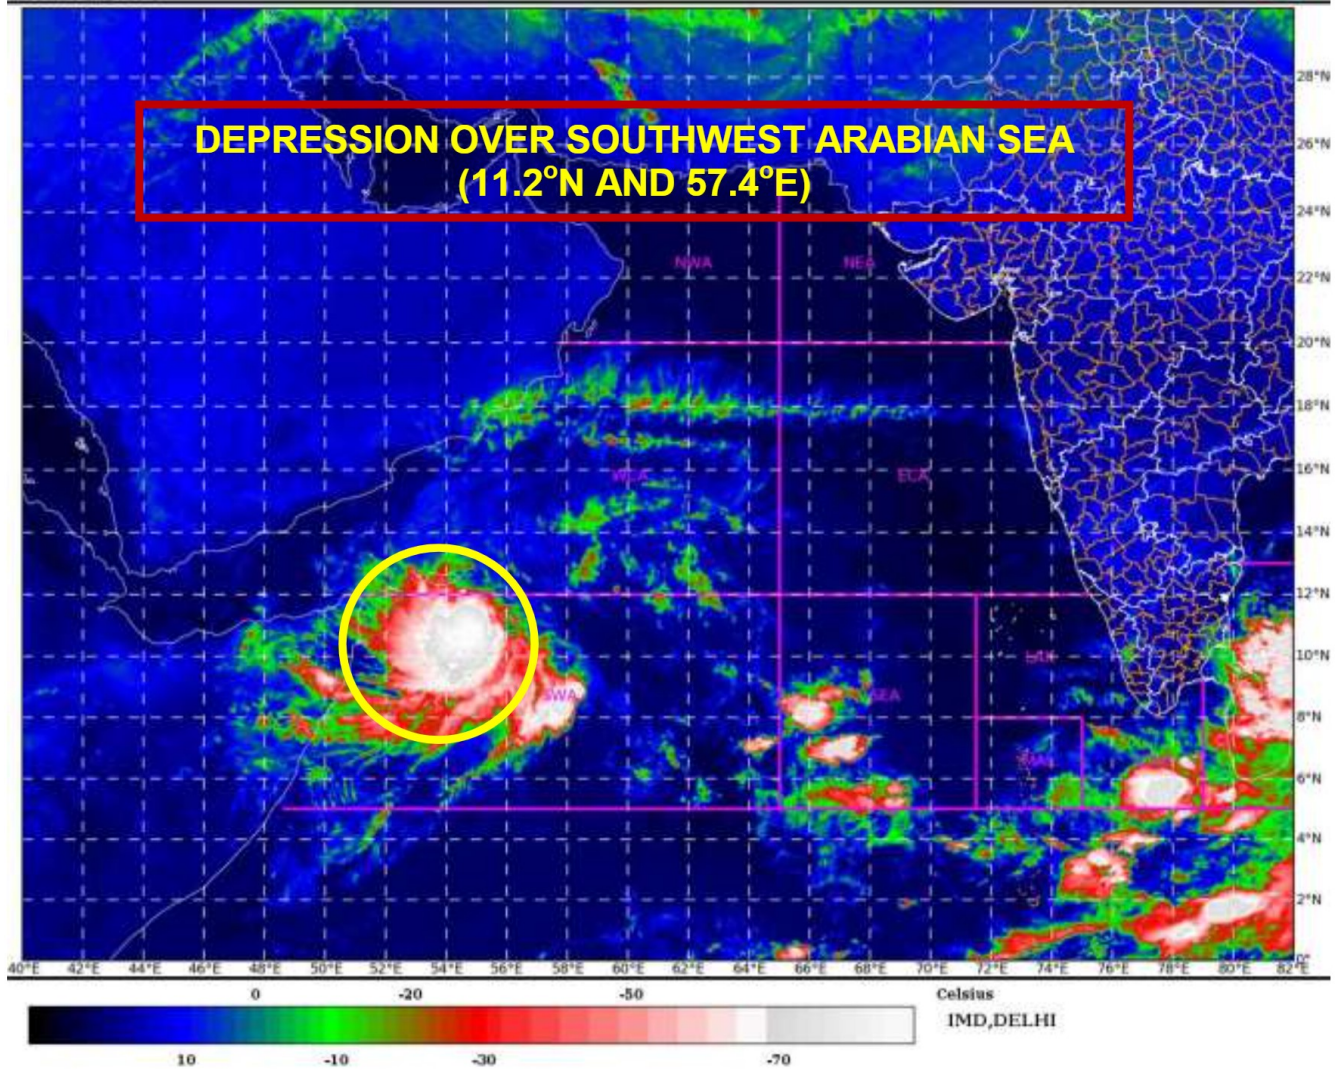 DEPRESSION OVER SOUTHWEST ARABIAN SEA
(11.2°N AND 57.4°E)
28°N
26°N
24°N
NWA NEA
22°N
20°N
18°N
WCA ECA
16°N
14°N
12°N
10°N
SWA SEA
8°N
6°N
4°N
2°N
0°
40°E 42°E 44°E 46°E 48°E 50°E 52°E 54°E 56°E 58°E 60°E 62°E 64°E 66°E 68°E 70°E 72°E 74°E 76°E 78°E 80°E 82°E
0 -20 -50 Celsius
IMD,DELHI
10 -10 -30 -70